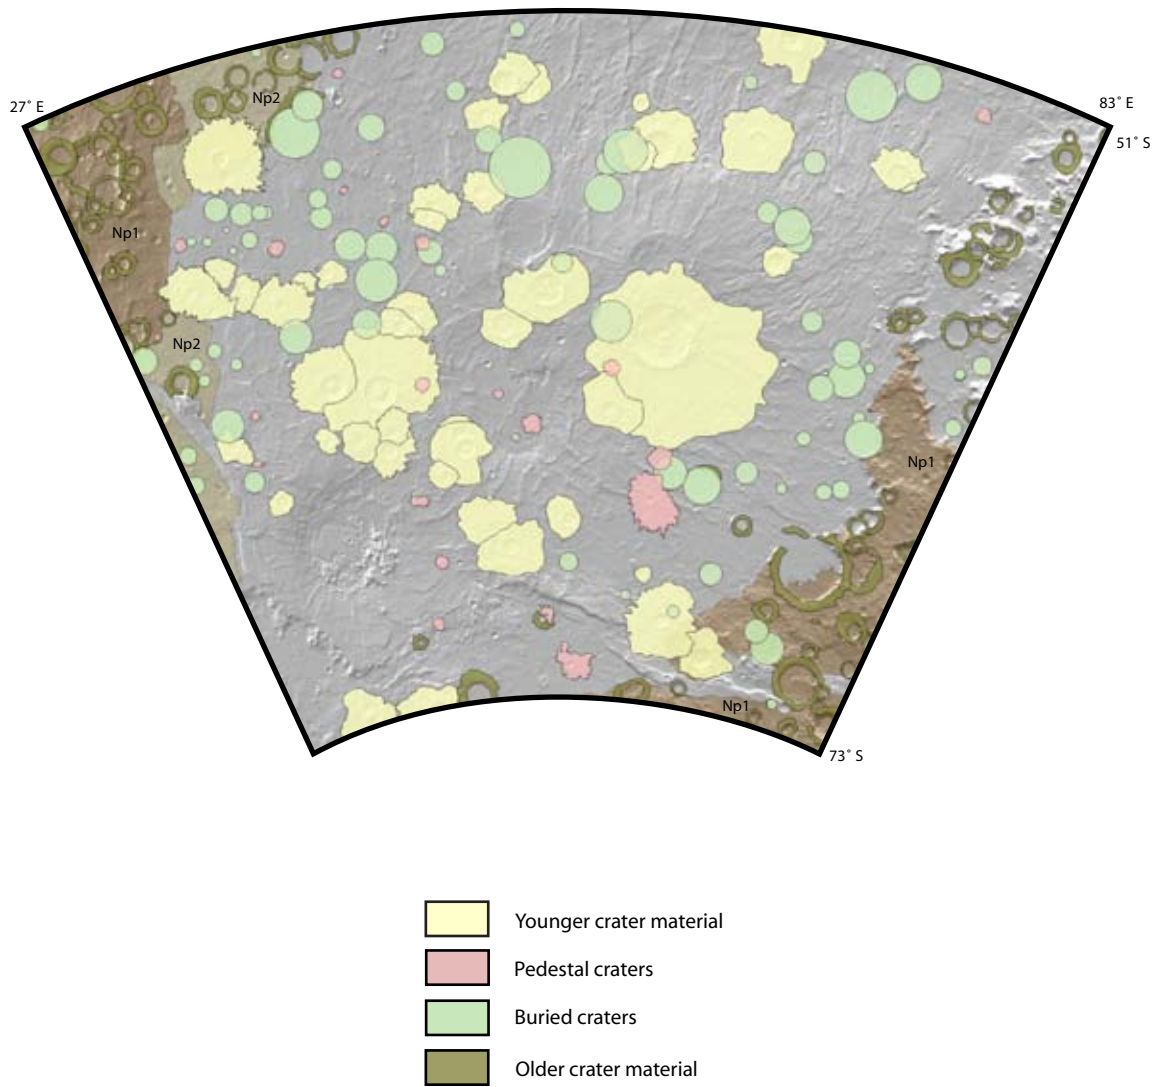 27° E
83° E
51° S
Np2
Np1
Np2
Np1
Np1
73° S
Younger crater material
Pedestal craters
Buried craters
Older crater material